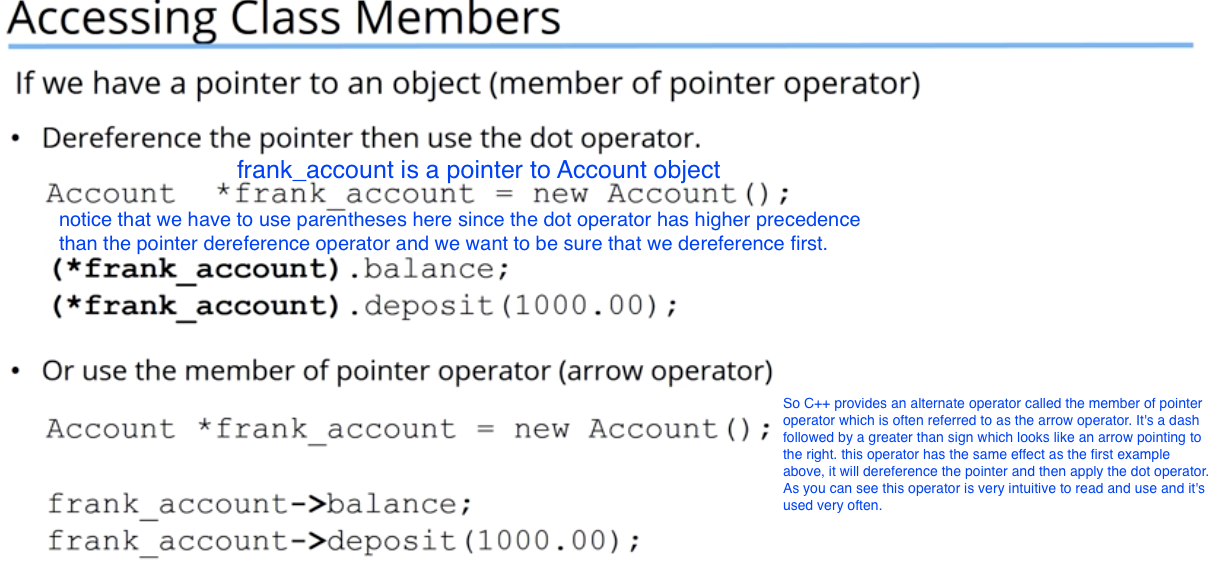 Accessing Class Members
If we have a pointer to an object (member of pointer operator)
• Dereference the pointer then use the dot operator.
frank_account is a pointer to Account object
Account *frank_account = new Account();
notice that we have to use parentheses here since the dot operator has higher precedence
than the pointer dereference operator and we want to be sure that we dereference first.
(*frank_account).balance;
(*frank_account).deposit(1000.00);
• Or use the member of pointer operator (arrow operator)
Account *frank_account = new Account();
frank_account->balance;
frank_account->deposit(1000.00);
So C++ provides an alternate operator called the member of pointer
operator which is often referred to as the arrow operator. It's a dash
followed by a greater than sign which looks like an arrow pointing to
the right. this operator has the same effect as the first example
above, it will dereference the pointer and then apply the dot operator.
As you can see this operator is very intuitive to read and use and it's
used very often.